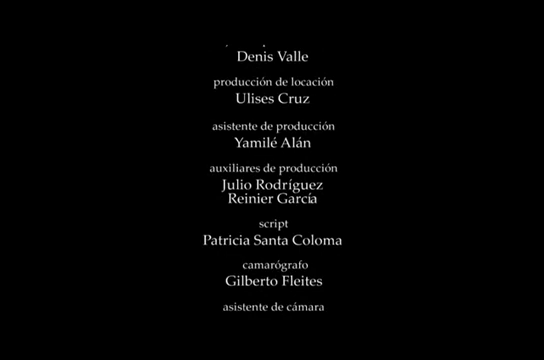 Denis Valle
producción de locación
Ulises Cruz
asistente de producción
Yamilé Alán
auxíliares de producción
Julio Rodríguez
Reinier García
script
Patricia Santa Coloma
camarógrafo
Gilberto Fleites
asistente de cámara